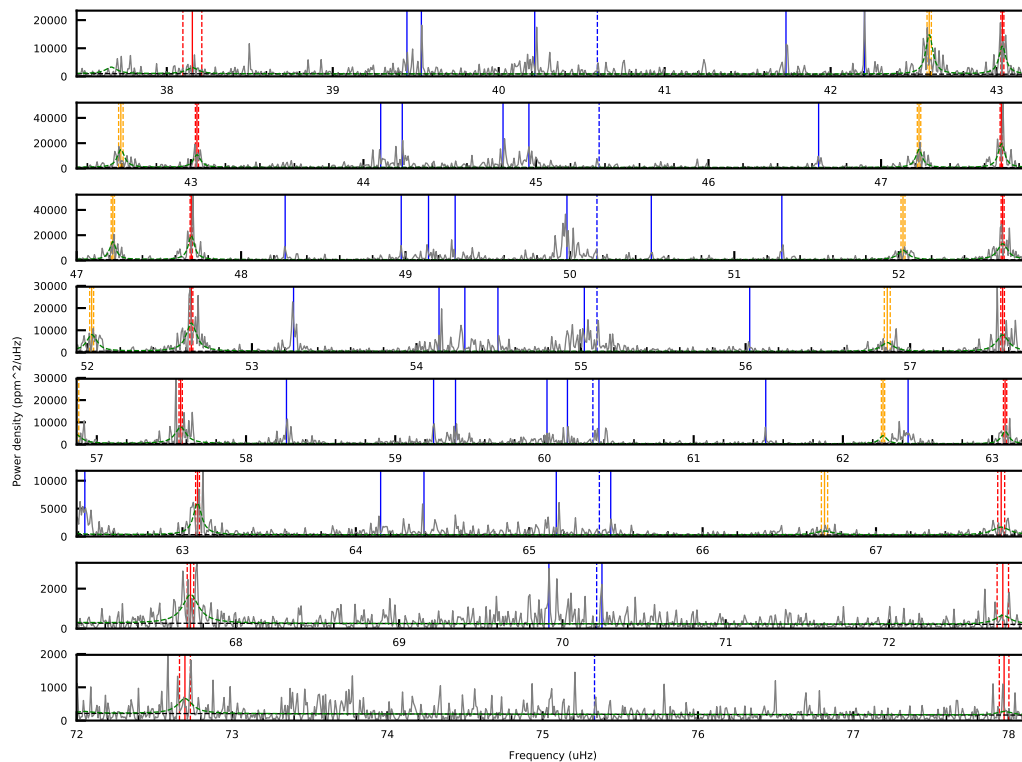 20000
10000
0
38 39 40 41 42 43
40000
20000
0
43 44 45 46 47
40000
20000
0
47 48 49 50 51 52
30000
20000
10000
0
52 53 54 55 56 57
30000
20000
10000
0
57 58 59 60 61 62 63
10000
5000
0
63 64 65 66 67
2000
0
68 69 70 71 72
2000
1000
0
72 73 74 75 76 77 78
Power density (ppm^2/uHz)
Frequency (uHz)